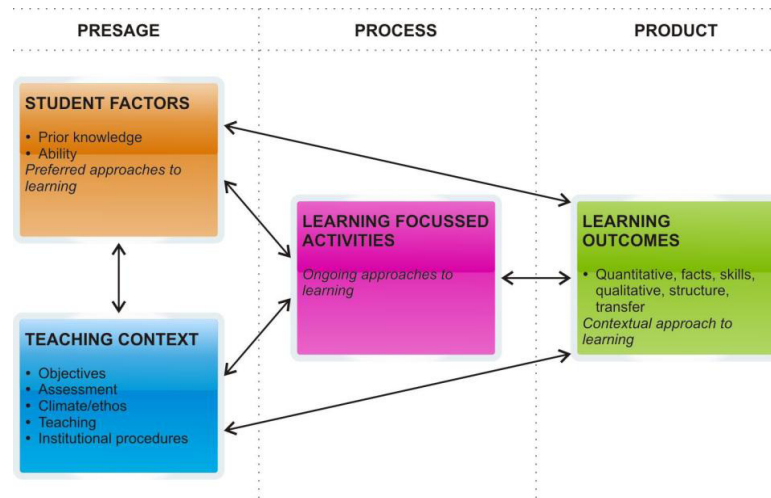 PRESAGE
PROCESS
PRODUCT
STUDENT FACTORS
• Prior knowledge
• Ability
Preferred approaches to
learning
LEARNING FOCUSSED
ACTIVITIES
Ongoing approaches to
learning
LEARNING
OUTCOMES
• Quantitative, facts, skills,
qualitative, structure,
transfer
Contextual approach to
learning
TEACHING CONTEXT
• Objectives
• Assessment
• Climate/ethos
• Teaching
• Institutional procedures